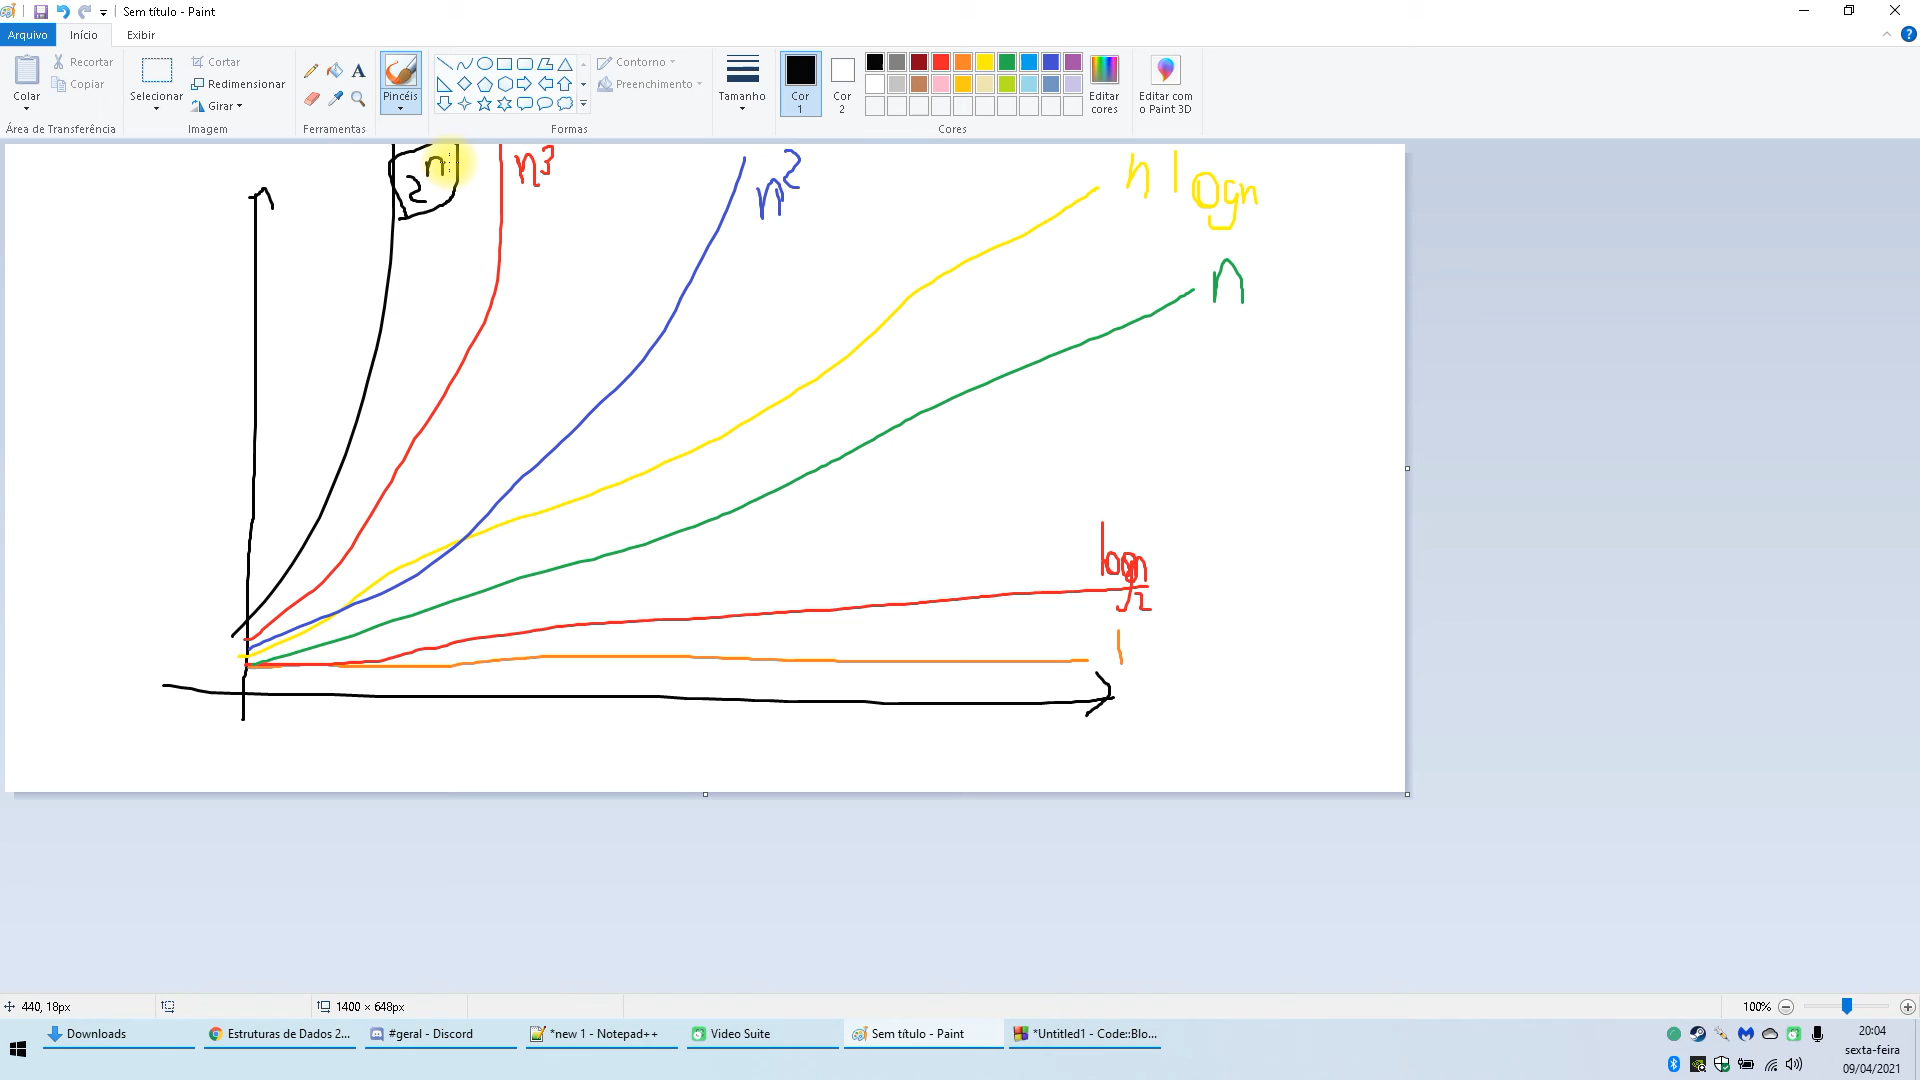 Sem título - Paint
Arquivo
Início
Exibir
Colar
Recortar
Copiar
Área de Transferência
Selecionar
Cortar
Redimensionar
Girar
Imagem
Ferramentas
Pincéis
Formas
Contorno
Preenchimento
Tamanho
Cor
1
Cor
2
Editar
cores
Cores
Editar com
o Paint 3D
2^n
n³
n²
n logn
n
logn
2
1
440, 18px
1400 × 648px
100%
Downloads
Estruturas de Dados 2...
#geral - Discord
*new 1 - Notepad++
Video Suite
Sem título - Paint
*Untitled1 - Code::Blo...
20:04
sexta-feira
09/04/2021